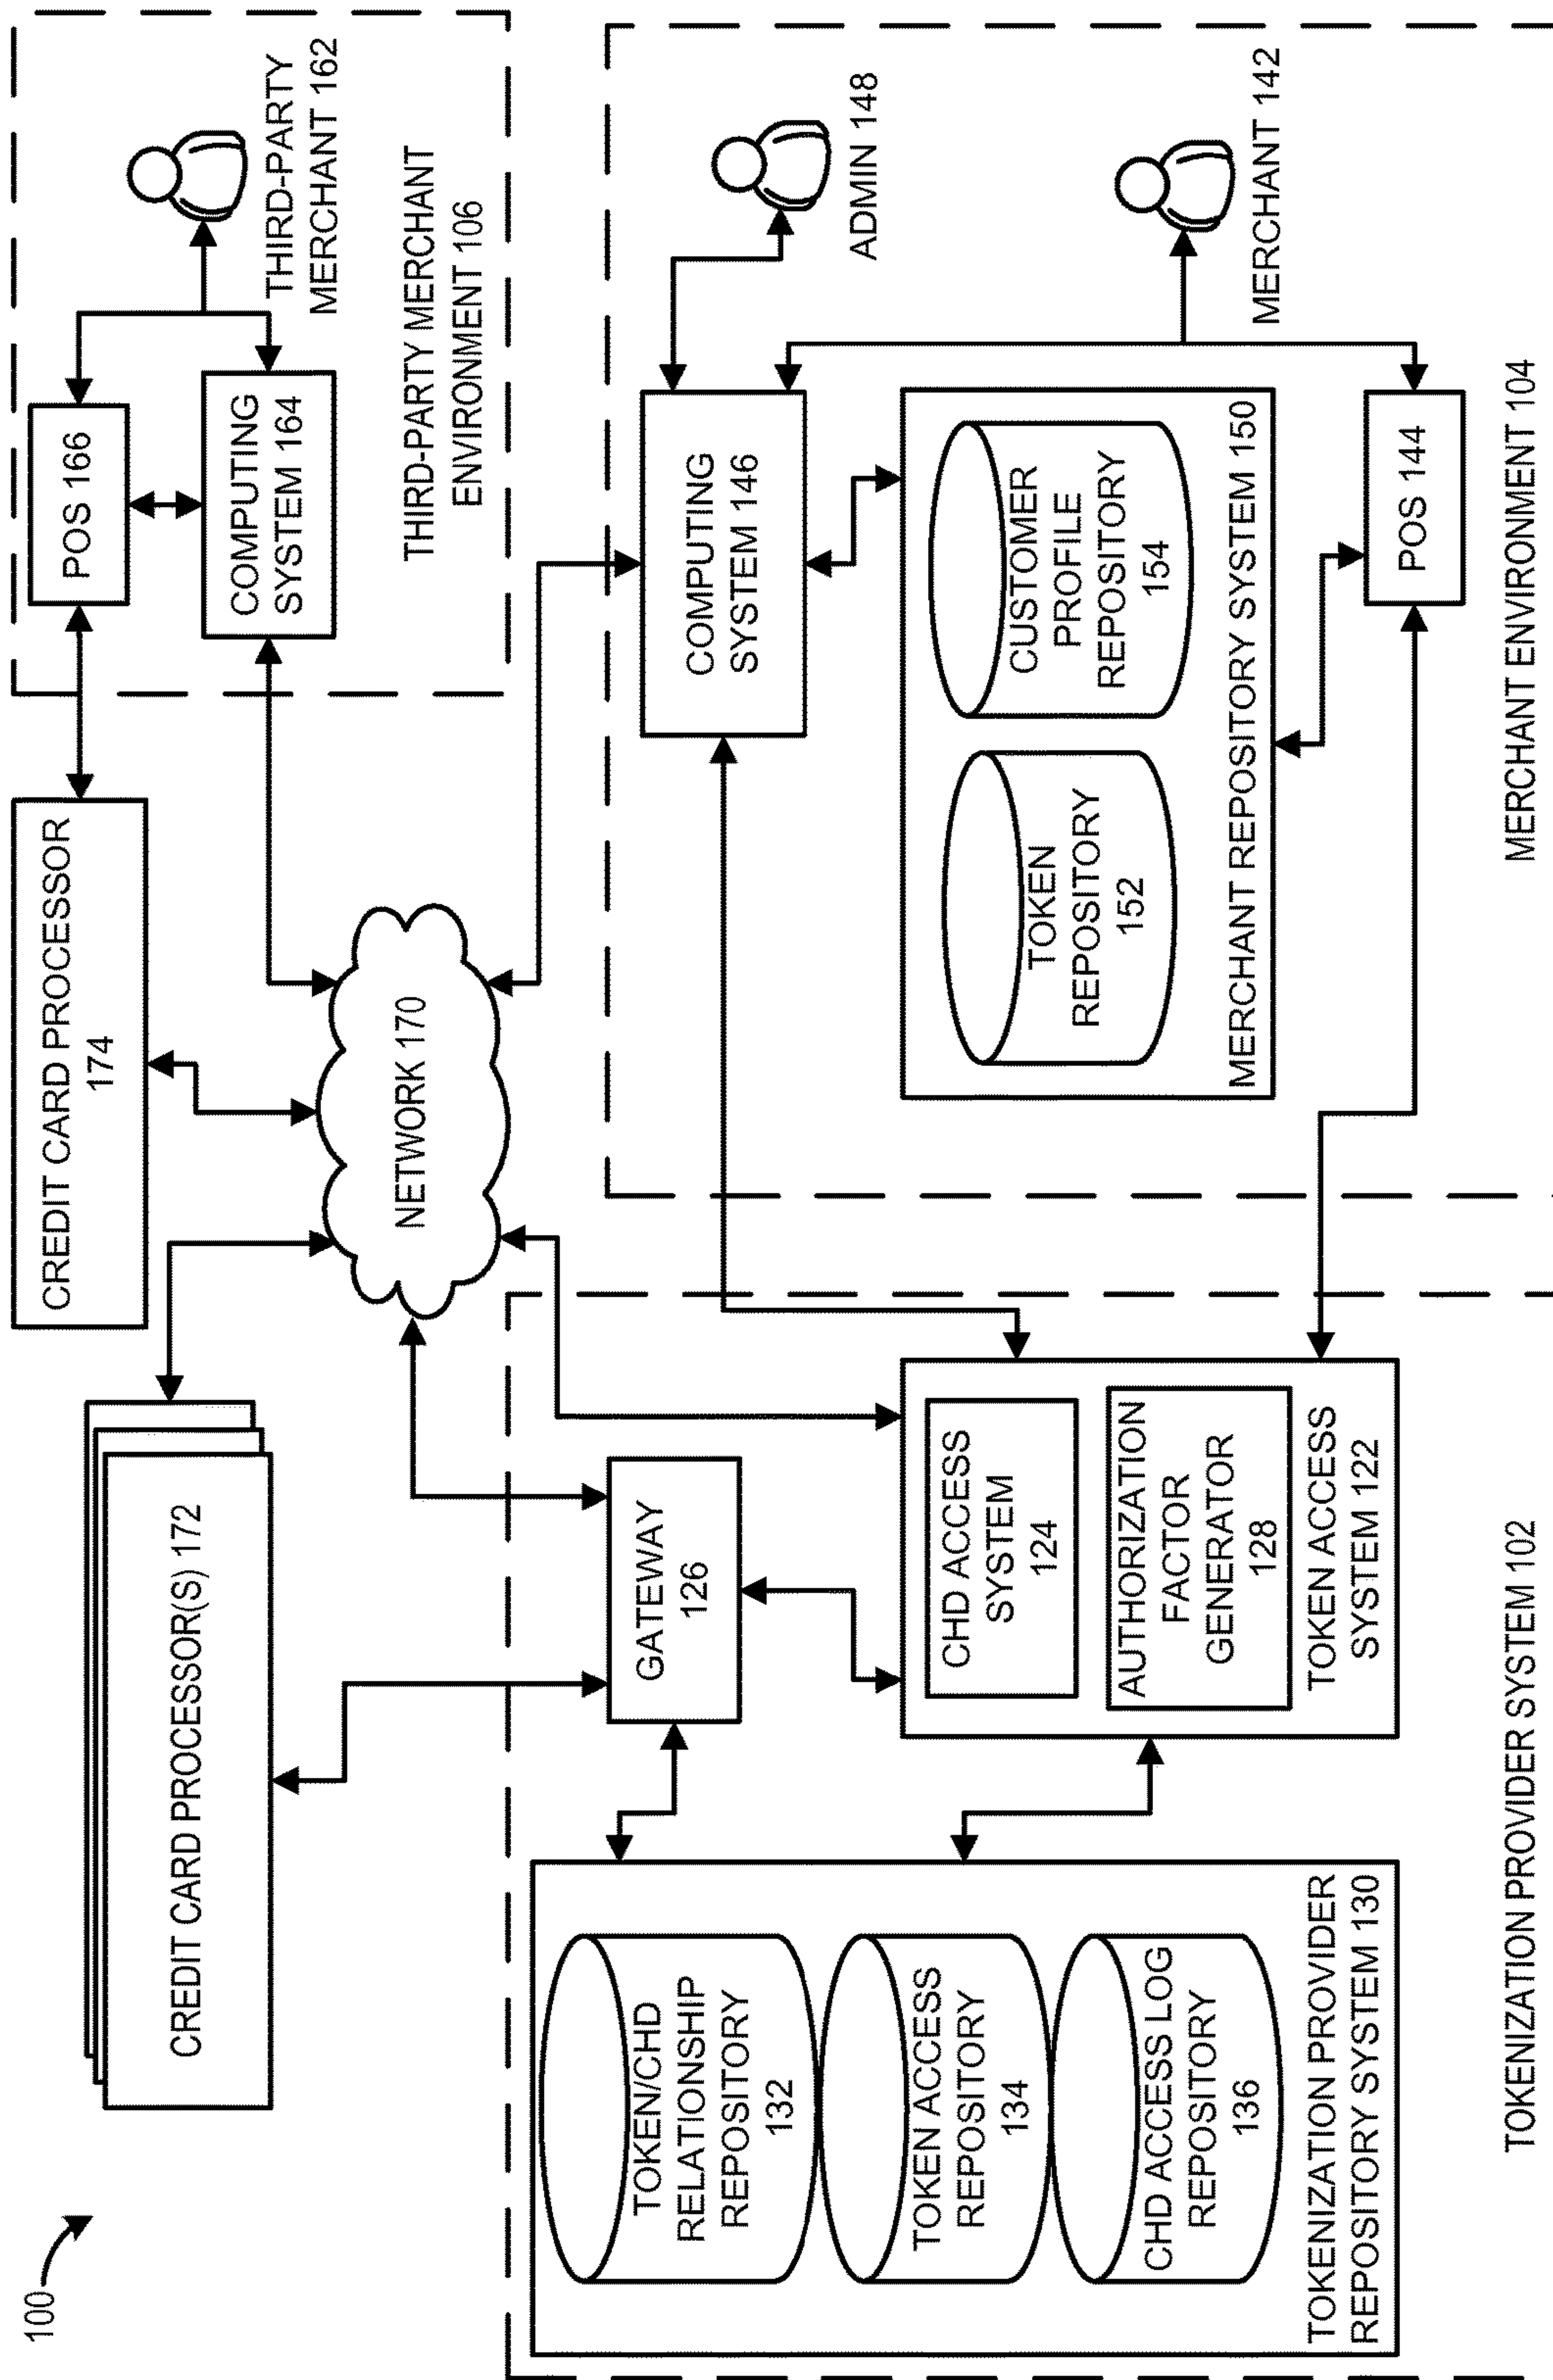 100
CREDIT CARD PROCESSOR(S) 172
CREDIT CARD PROCESSOR
174
POS 166
COMPUTING
SYSTEM 164
THIRD-PARTY
MERCHANT 162
THIRD-PARTY MERCHANT
ENVIRONMENT 106
NETWORK 170
GATEWAY
126
TOKEN/CHD
RELATIONSHIP
REPOSITORY
132
TOKEN ACCESS
REPOSITORY
134
CHD ACCESS LOG
REPOSITORY
136
TOKENIZATION PROVIDER
REPOSITORY SYSTEM 130
CHD ACCESS
SYSTEM
124
AUTHORIZATION
FACTOR
GENERATOR
128
TOKEN ACCESS
SYSTEM 122
TOKENIZATION PROVIDER SYSTEM 102
COMPUTING
SYSTEM 146
ADMIN 148
TOKEN
REPOSITORY
152
CUSTOMER
PROFILE
REPOSITORY
154
MERCHANT REPOSITORY SYSTEM 150
MERCHANT 142
POS 144
MERCHANT ENVIRONMENT 104